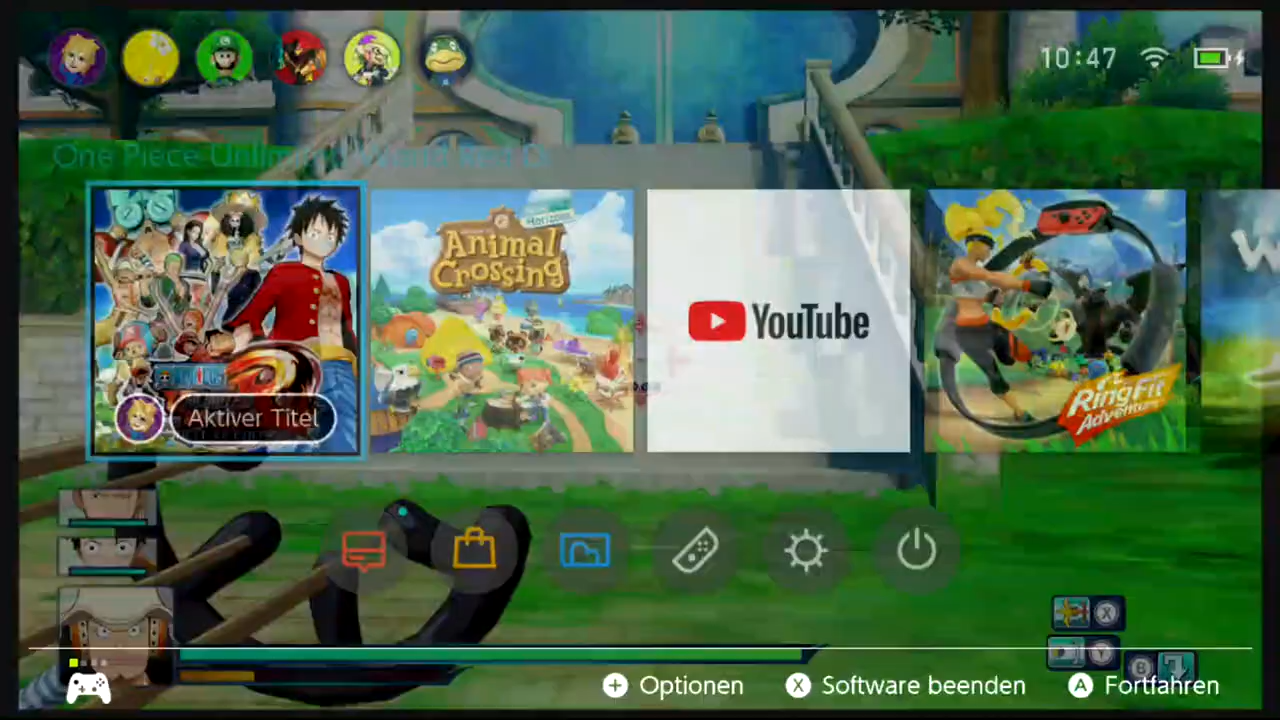 10:47
One Piece Unlimited World Red D
Horizons
Animal
Crossing
YouTube
RingFit
Adventure
W
Aktiver Titel
X
Y
B
+ Optionen
X Software beenden
A Fortfahren